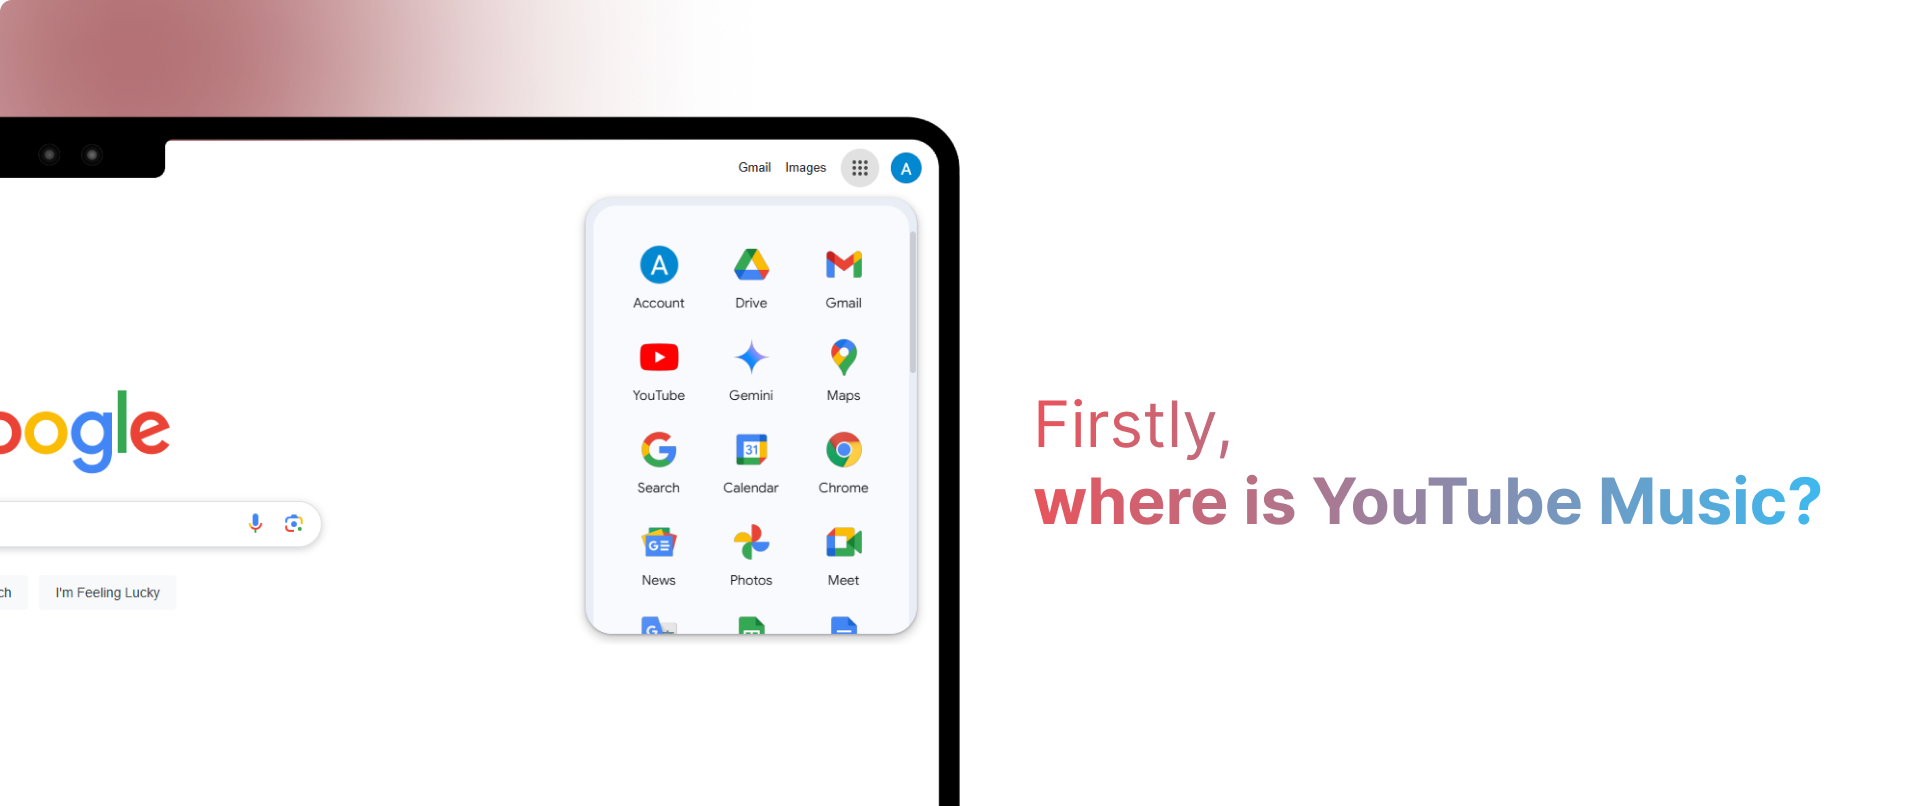 Gmail Images A
A
Account Drive Gmail
YouTube Gemini Maps
31
Search Calendar Chrome
News Photos Meet
oogle
ch I'm Feeling Lucky
Firstly,
where is YouTube Music?